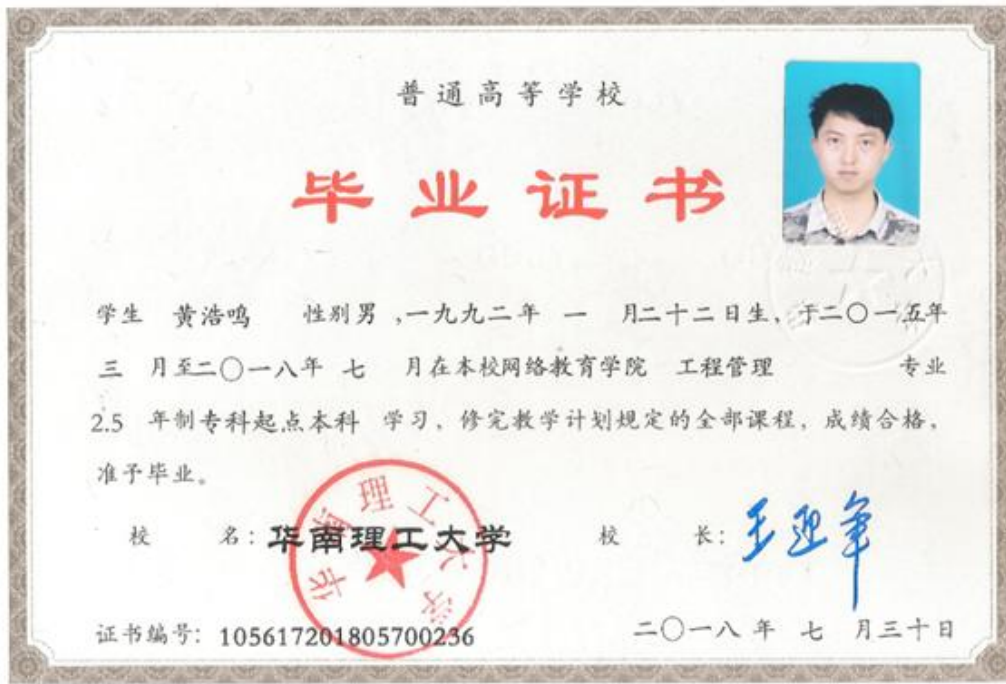 普通高等学校
毕业证书
学生 黄浩鸣 性别男,一九九二年 一 月二十二日生, 于二〇一五年
三 月至二〇一八年 七 月在本校网络教育学院 工程管理 专业
2.5 年制专科起点本科 学习, 修完教学计划规定的全部课程, 成绩合格,
准予毕业。
校 名: 华南理工大学 校 长: 王迎军
华南理工大学
证书编号: 105617201805700236 二〇一八 年 七 月三十日